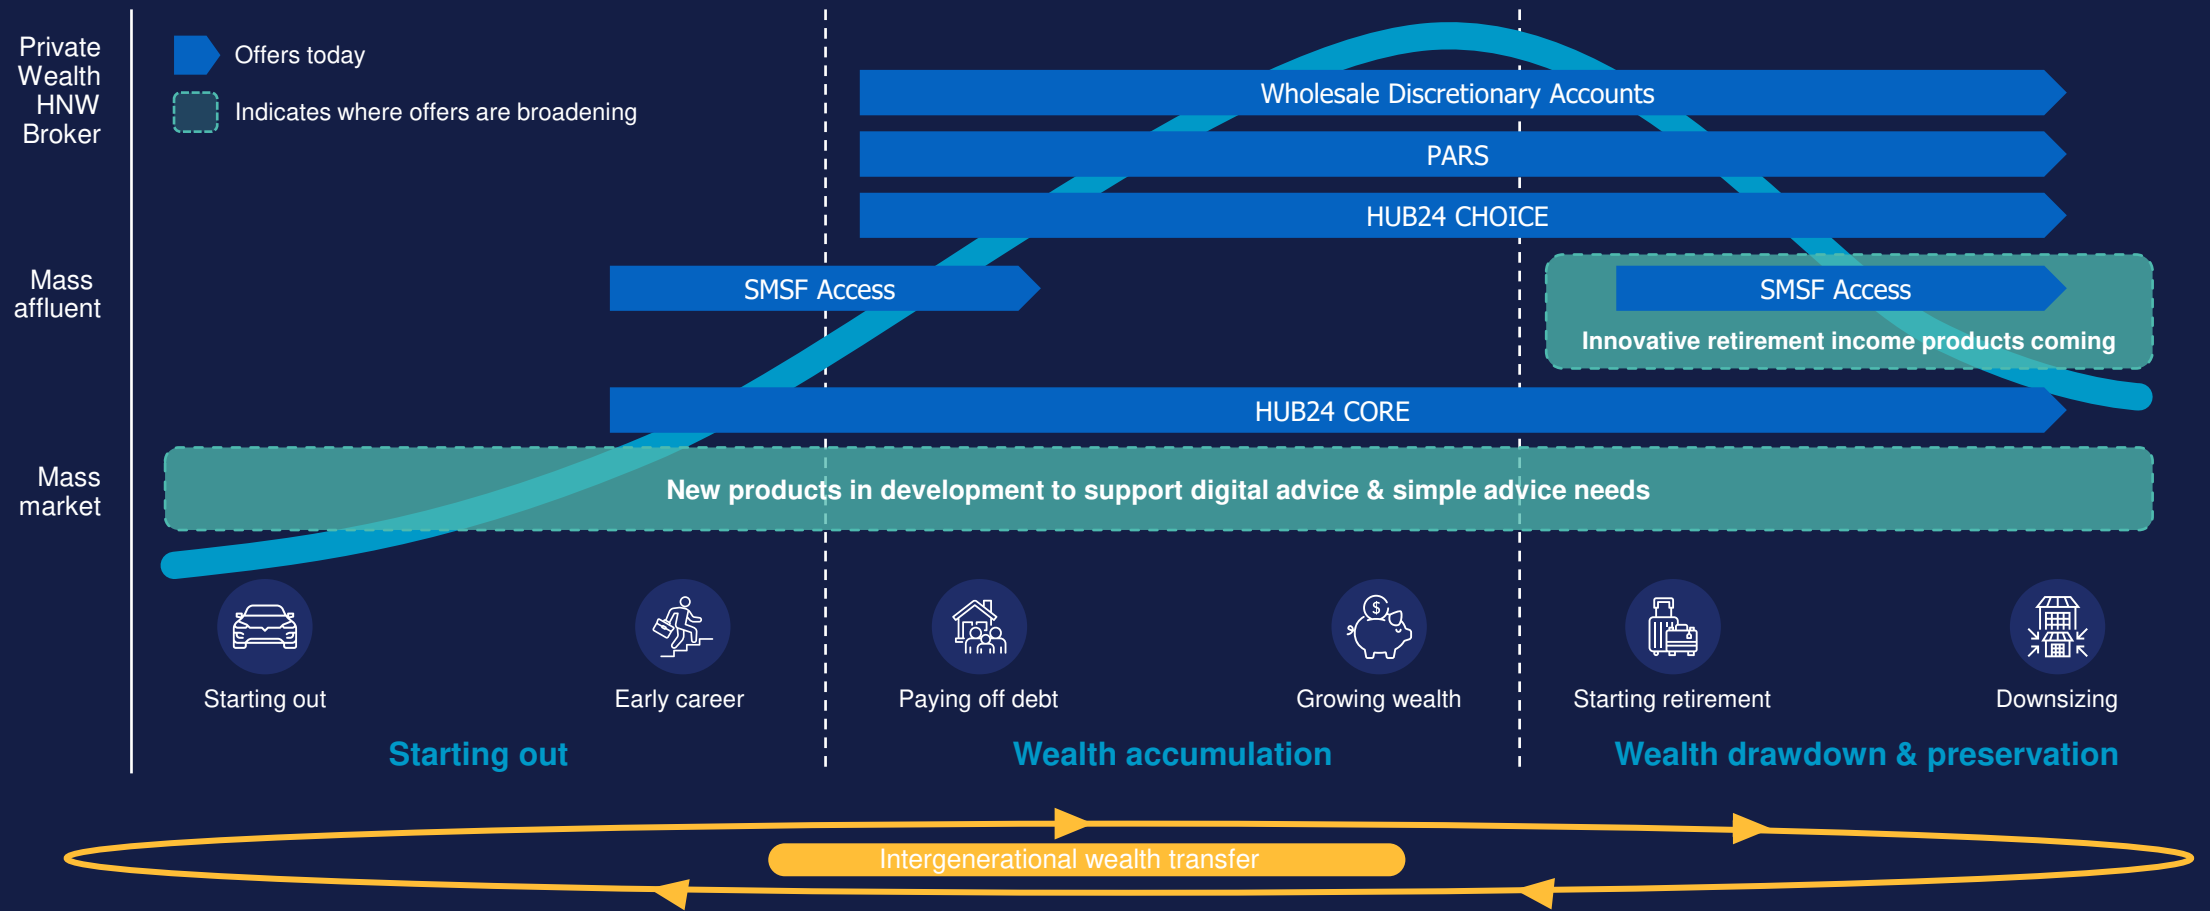 Private
Wealth
HNW
Broker
Offers today
Indicates where offers are broadening
Wholesale Discretionary Accounts
PARS
HUB24 CHOICE
Mass
affluent
SMSF Access
SMSF Access
Innovative retirement income products coming
HUB24 CORE
Mass
market
New products in development to support digital advice & simple advice needs
$
Starting out
Early career
Paying off debt
Growing wealth
Starting retirement
Downsizing
Starting out
Wealth accumulation
Wealth drawdown & preservation
Intergenerational wealth transfer